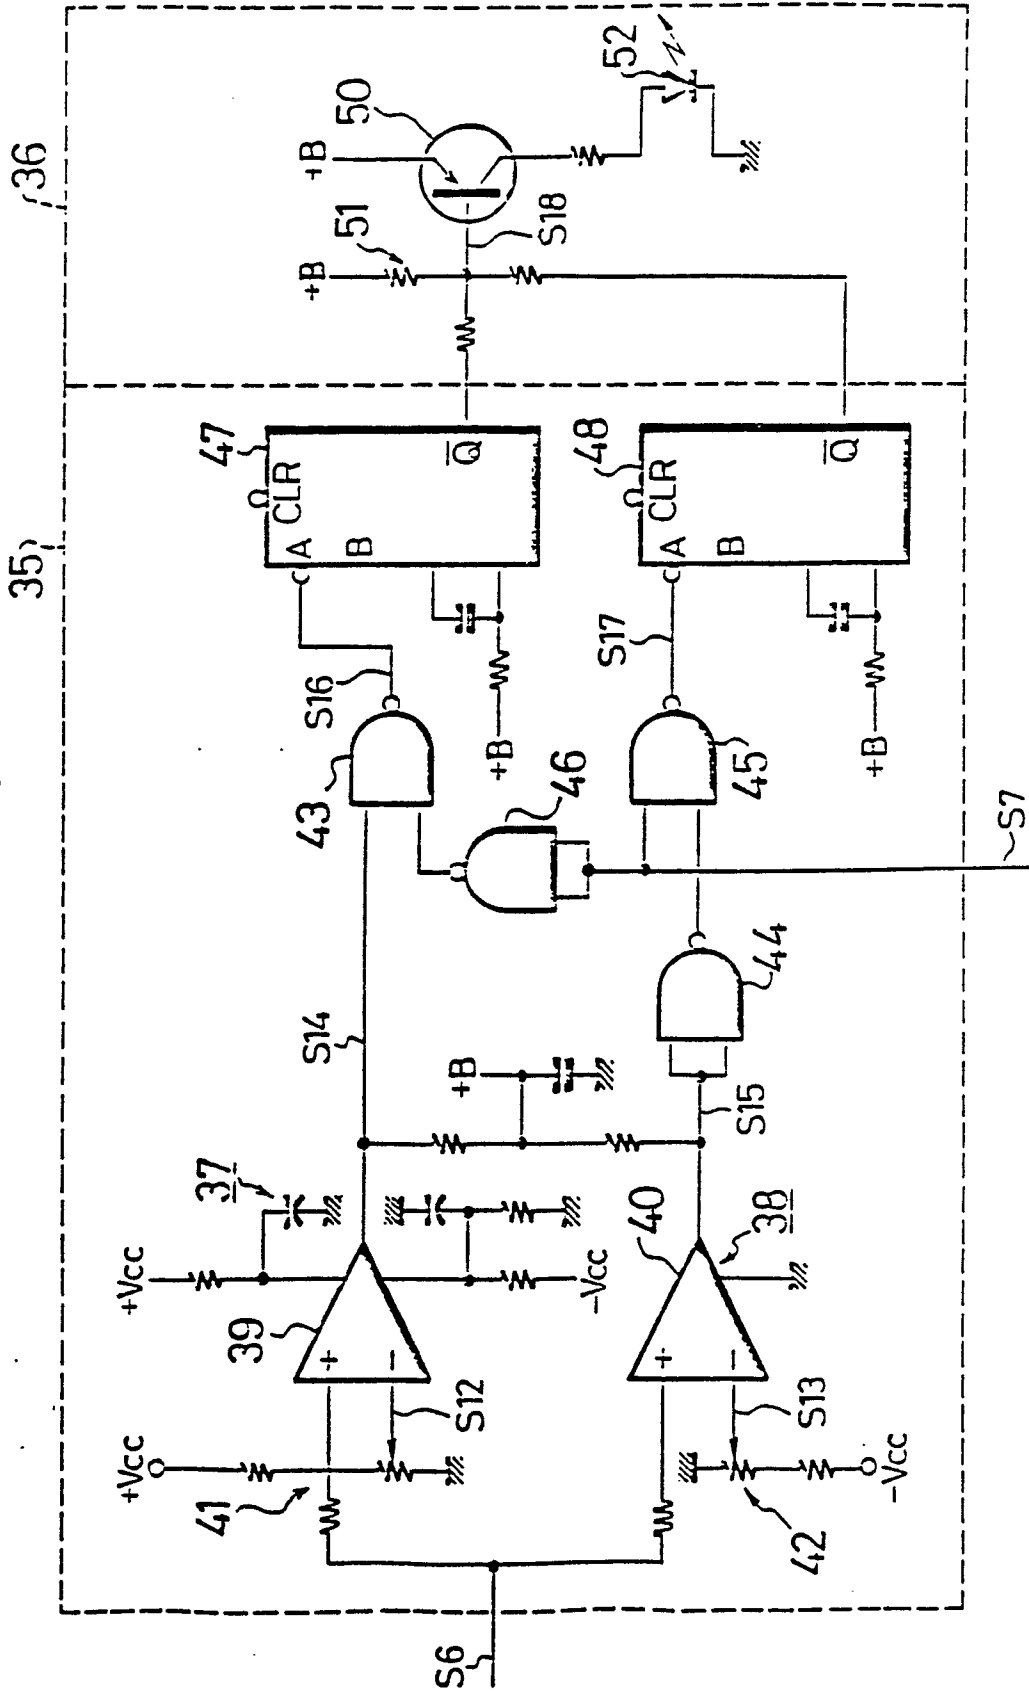 36
35
+B
50
52
+B
51
S18
47
CLR
A
B
Q̅
48
CLR
A
B
Q̅
S16
S17
43
+B
46
45
+B
S7
S14
+B
44
S15
+Vcc
37
39
+
−
−Vcc
40
38
+
−
+Vcc
41
S12
S13
42
−Vcc
S6